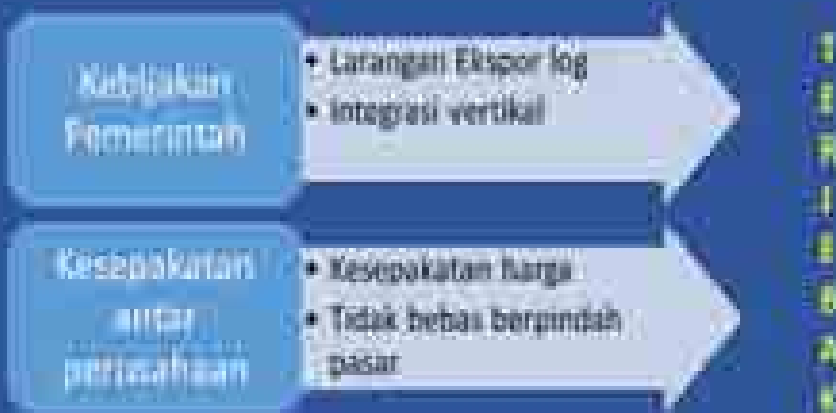 Kebijakan
Pemerintah
• Larangan Ekspor log
• Integrasi vertikal
Kesepakatan
antar
perusahaan
• Kesepakatan harga
• Tidak bebas berpindah
pasar